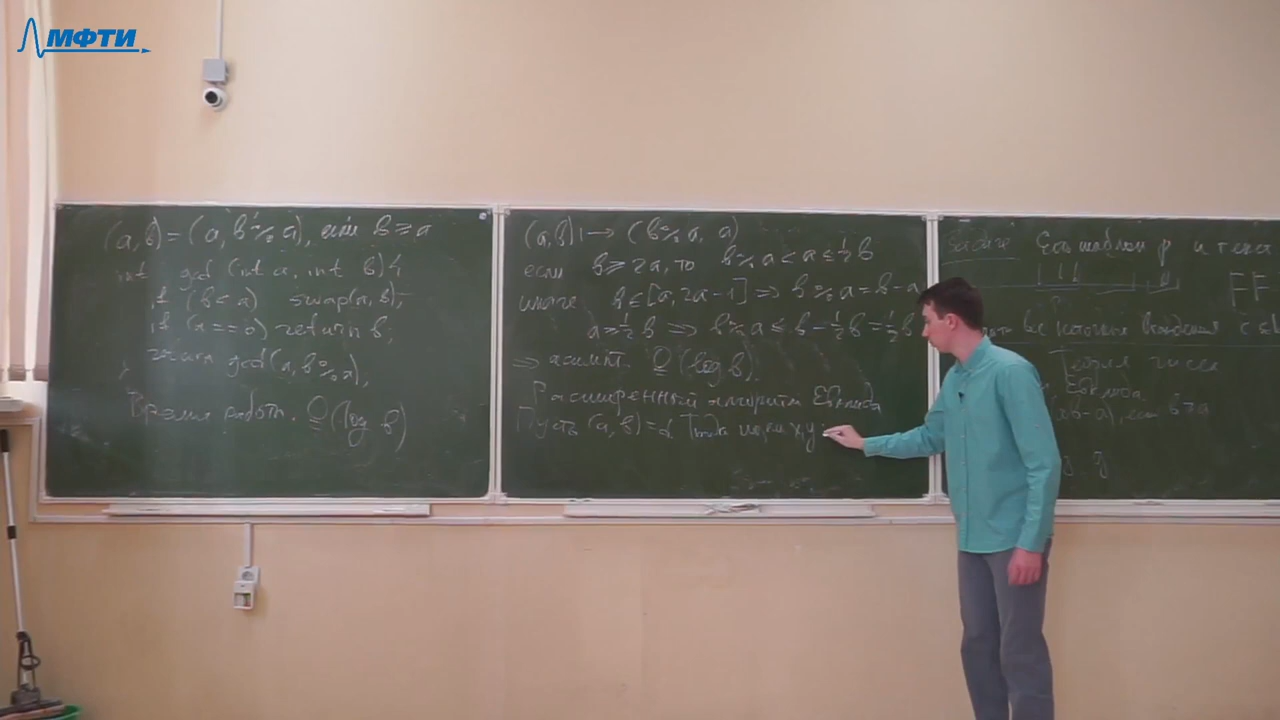 МФТИ
(a, b) = (a, b % a), если b ≥ a
int gcd (int a, int b) {
if (b < a) swap(a, b);
if (a == 0) return b;
return gcd(a, b % a);
}
Время работ. O(log b)
(a, b) ↦ (b % a, a)
если b ≥ 2a, то b % a < a ≤ ½ b
иначе b ∈ [a, 2a-1] ⇒ b % a = b - a
a ≥ ½ b ⇒ b % a ≤ b - ½ b = ½ b
⇒ асимпт. O(log b)
Расширенный алгоритм Евклида
Пусть (a, b) = d. Тогда x, y
Задача Есть шаблон p и текст
FF
все вхождения с
Теория чисел
Евклида
b-a), если b ≥ a